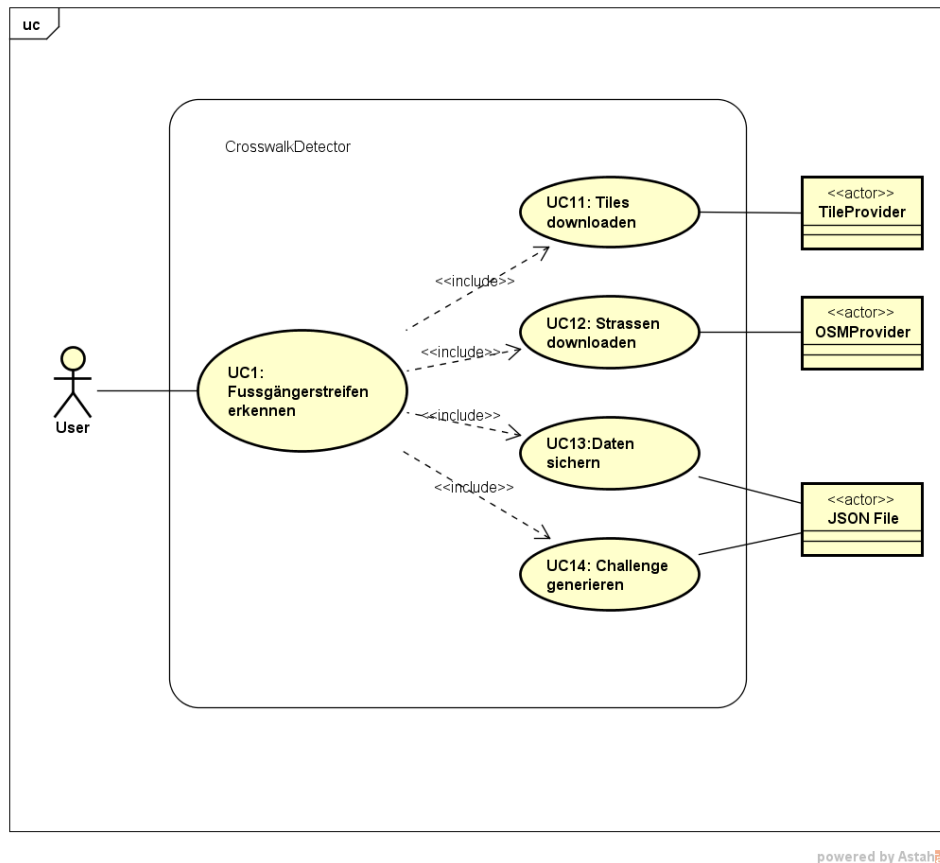 uc
CrosswalkDetector
UC11: Tiles
downloaden
<<actor>>
TileProvider
<<include>>
UC12: Strassen
downloaden
<<actor>>
OSMProvider
<<include>>
UC1:
Fussgängerstreifen
erkennen
User
<<include>>
UC13:Daten
sichern
<<include>>
<<actor>>
JSON File
UC14: Challenge
generieren
powered by Astah